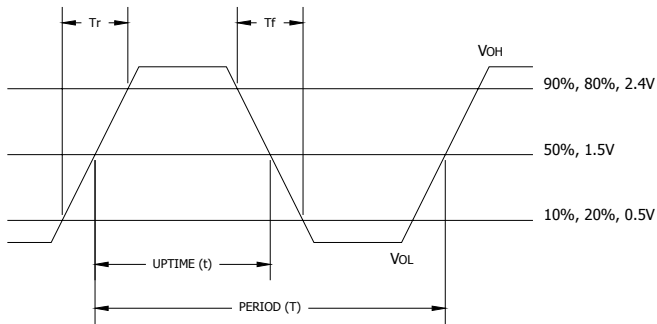 Tr
Tf
VOH
90%, 80%, 2.4V
50%, 1.5V
10%, 20%, 0.5V
VOL
UPTIME (t)
PERIOD (T)